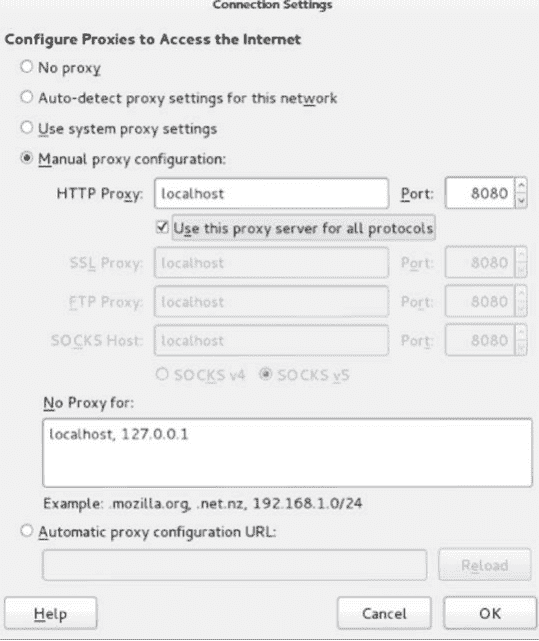 Connection Settings
Configure Proxies to Access the Internet
No proxy
Auto-detect proxy settings for this network
Use system proxy settings
Manual proxy configuration:
HTTP Proxy: localhost Port: 8080
Use this proxy server for all protocols
SSL Proxy: localhost Port: 8080
FTP Proxy: localhost Port: 8080
SOCKS Host: localhost Port: 8080
SOCKS v4 SOCKS v5
No Proxy for:
localhost, 127.0.0.1
Example: .mozilla.org, .net.nz, 192.168.1.0/24
Automatic proxy configuration URL:
Reload
Help Cancel OK